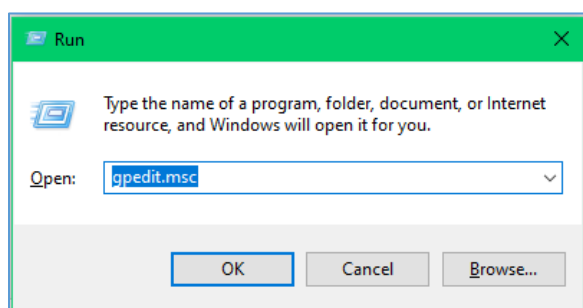 Run
Type the name of a program, folder, document, or Internet
resource, and Windows will open it for you.
Open: gpedit.msc
OK Cancel Browse...